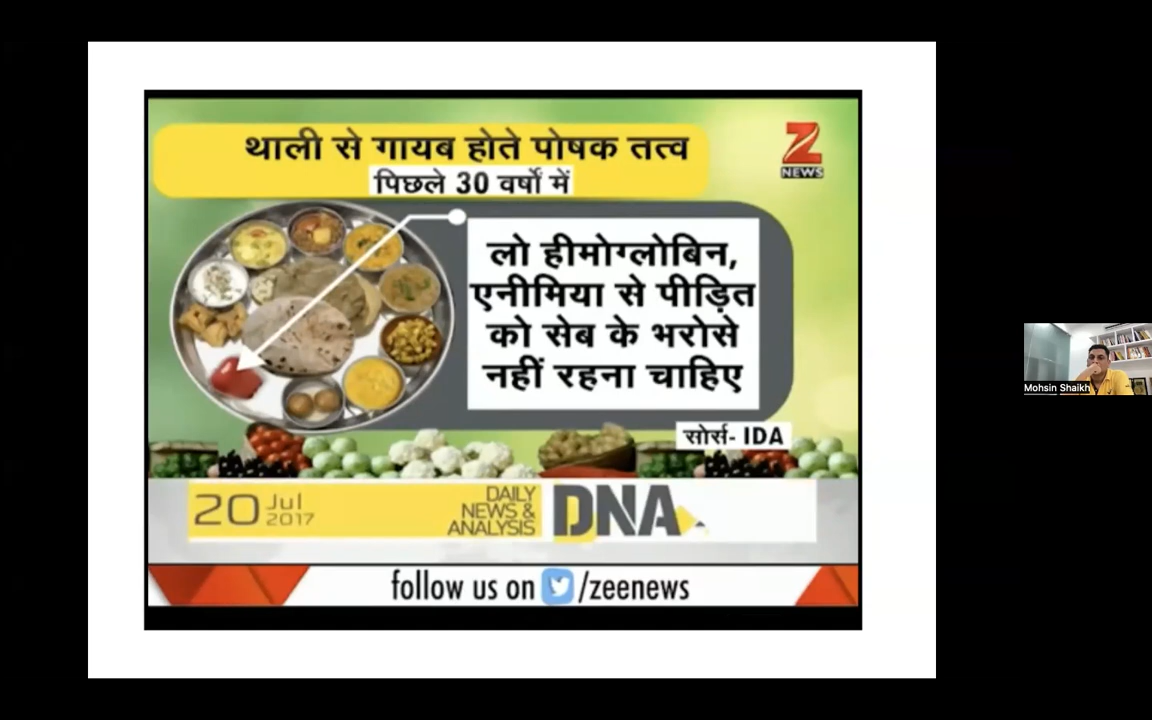 थाली से गायब होते पोषक तत्व
पिछले 30 वर्षों में
Z
NEWS
लो हीमोग्लोबिन,
एनीमिया से पीड़ित
को सेब के भरोसे
नहीं रहना चाहिए
सोर्स- IDA
20 Jul 2017
DAILY
NEWS &
ANALYSIS
DNA
follow us on /zeenews
Mohsin Shaikh